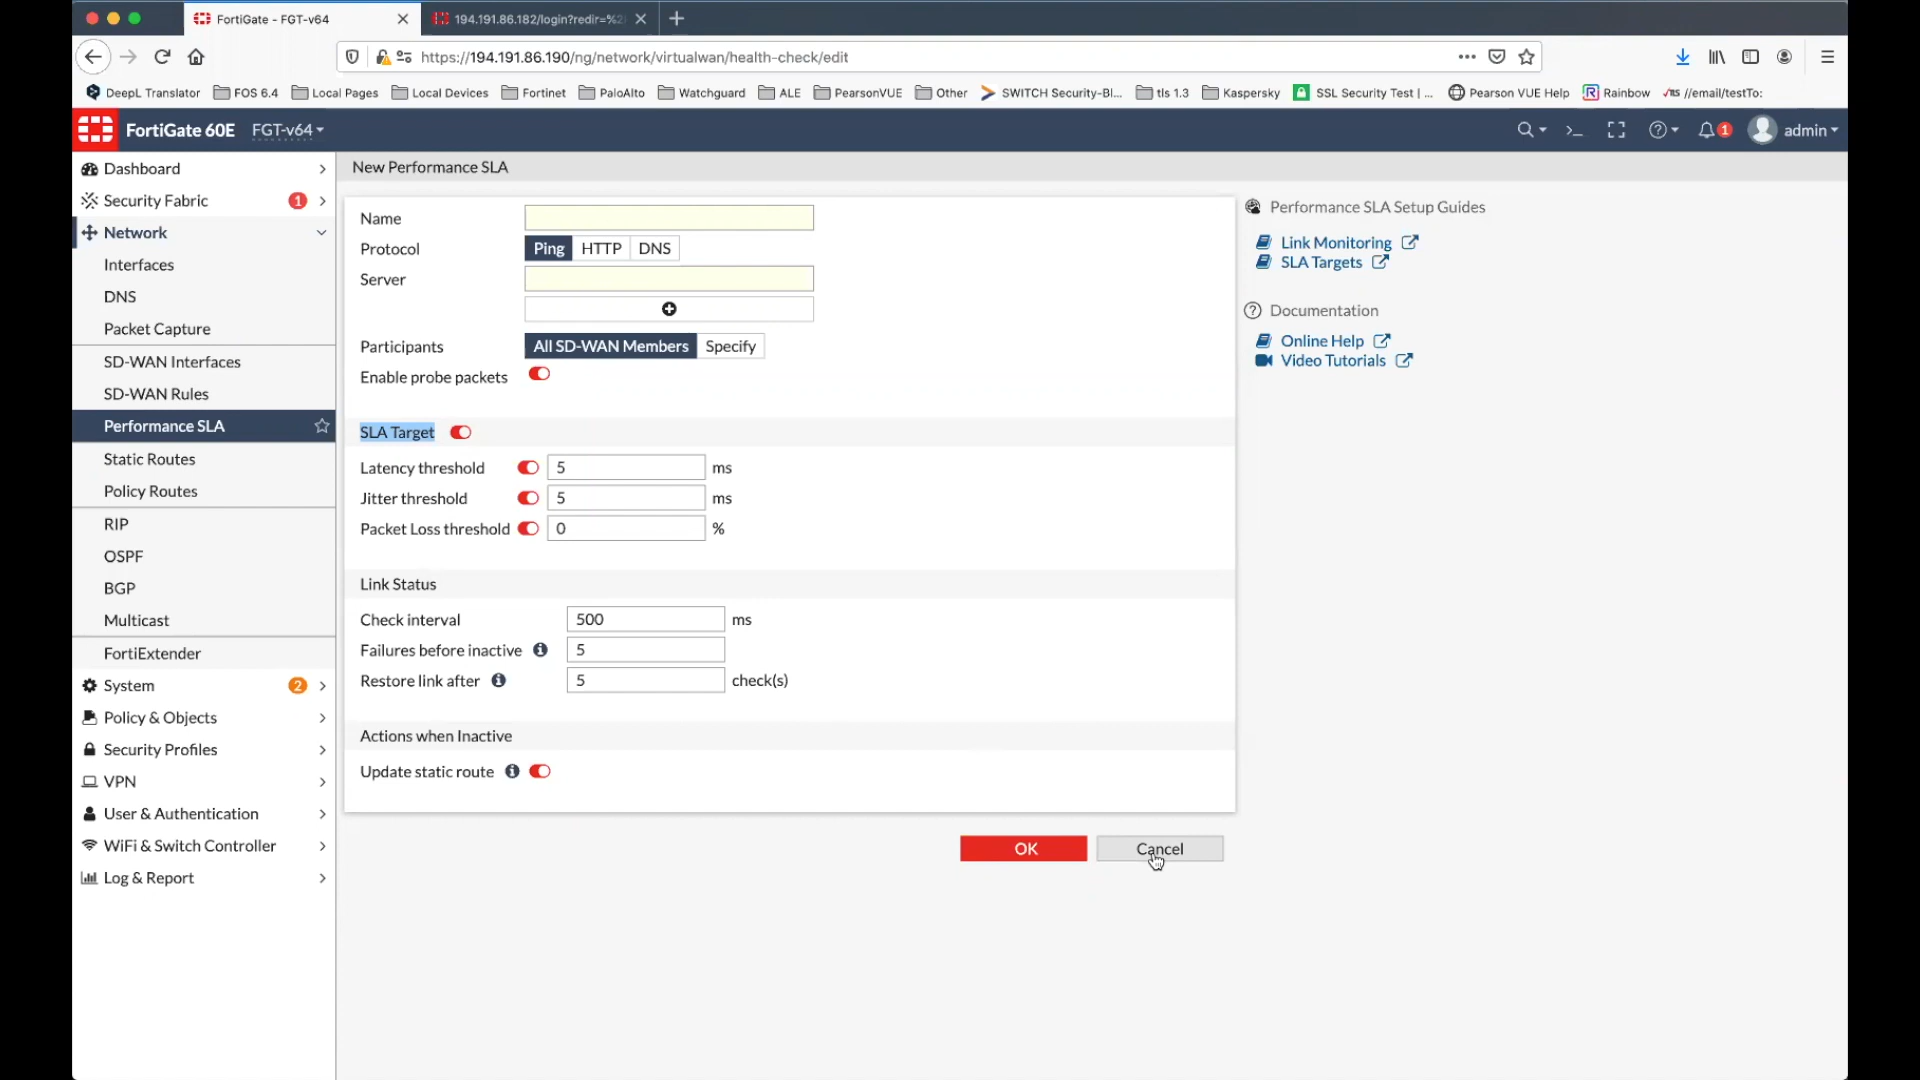 FortiGate - FGT-v64
194.191.86.182/login?redir=%2
https://194.191.86.190/ng/network/virtualwan/health-check/edit
DeepL Translator FOS 6.4 Local Pages Local Devices Fortinet PaloAlto Watchguard ALE PearsonVUE Other SWITCH Security-Bl... tls 1.3 Kaspersky SSL Security Test | ... Pearson VUE Help Rainbow //email/testTo:
FortiGate 60E FGT-v64 1 admin
Dashboard
Security Fabric 1
Network
Interfaces
DNS
Packet Capture
SD-WAN Interfaces
SD-WAN Rules
Performance SLA
Static Routes
Policy Routes
RIP
OSPF
BGP
Multicast
FortiExtender
System 2
Policy & Objects
Security Profiles
VPN
User & Authentication
WiFi & Switch Controller
Log & Report
New Performance SLA
Name
Protocol Ping HTTP DNS
Server
Participants All SD-WAN Members Specify
Enable probe packets
SLA Target
Latency threshold 5 ms
Jitter threshold 5 ms
Packet Loss threshold 0 %
Link Status
Check interval 500 ms
Failures before inactive 5
Restore link after 5 check(s)
Actions when Inactive
Update static route
OK Cancel
Performance SLA Setup Guides
Link Monitoring
SLA Targets
Documentation
Online Help
Video Tutorials